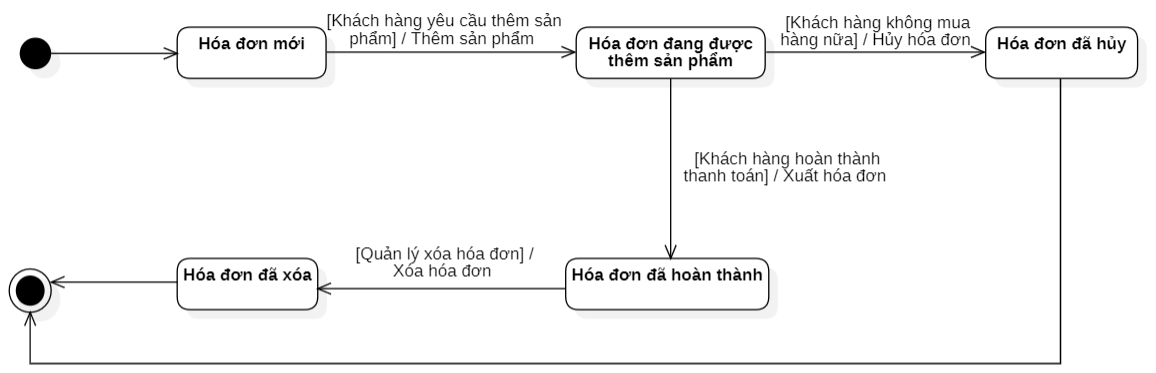 Hóa đơn mới
[Khách hàng yêu cầu thêm sản
phẩm] / Thêm sản phẩm
Hóa đơn đang được
thêm sản phẩm
[Khách hàng không mua
hàng nữa] / Hủy hóa đơn
Hóa đơn đã hủy
[Khách hàng hoàn thành
thanh toán] / Xuất hóa đơn
Hóa đơn đã xóa
[Quản lý xóa hóa đơn] /
Xóa hóa đơn
Hóa đơn đã hoàn thành